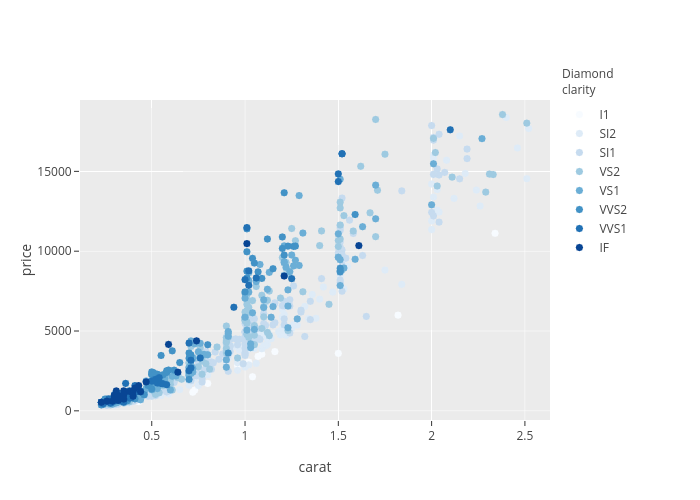 Diamond
clarity
I1
SI2
SI1
VS2
VS1
VVS2
VVS1
IF
price
15000
10000
5000
0
0.5
1
1.5
2
2.5
carat